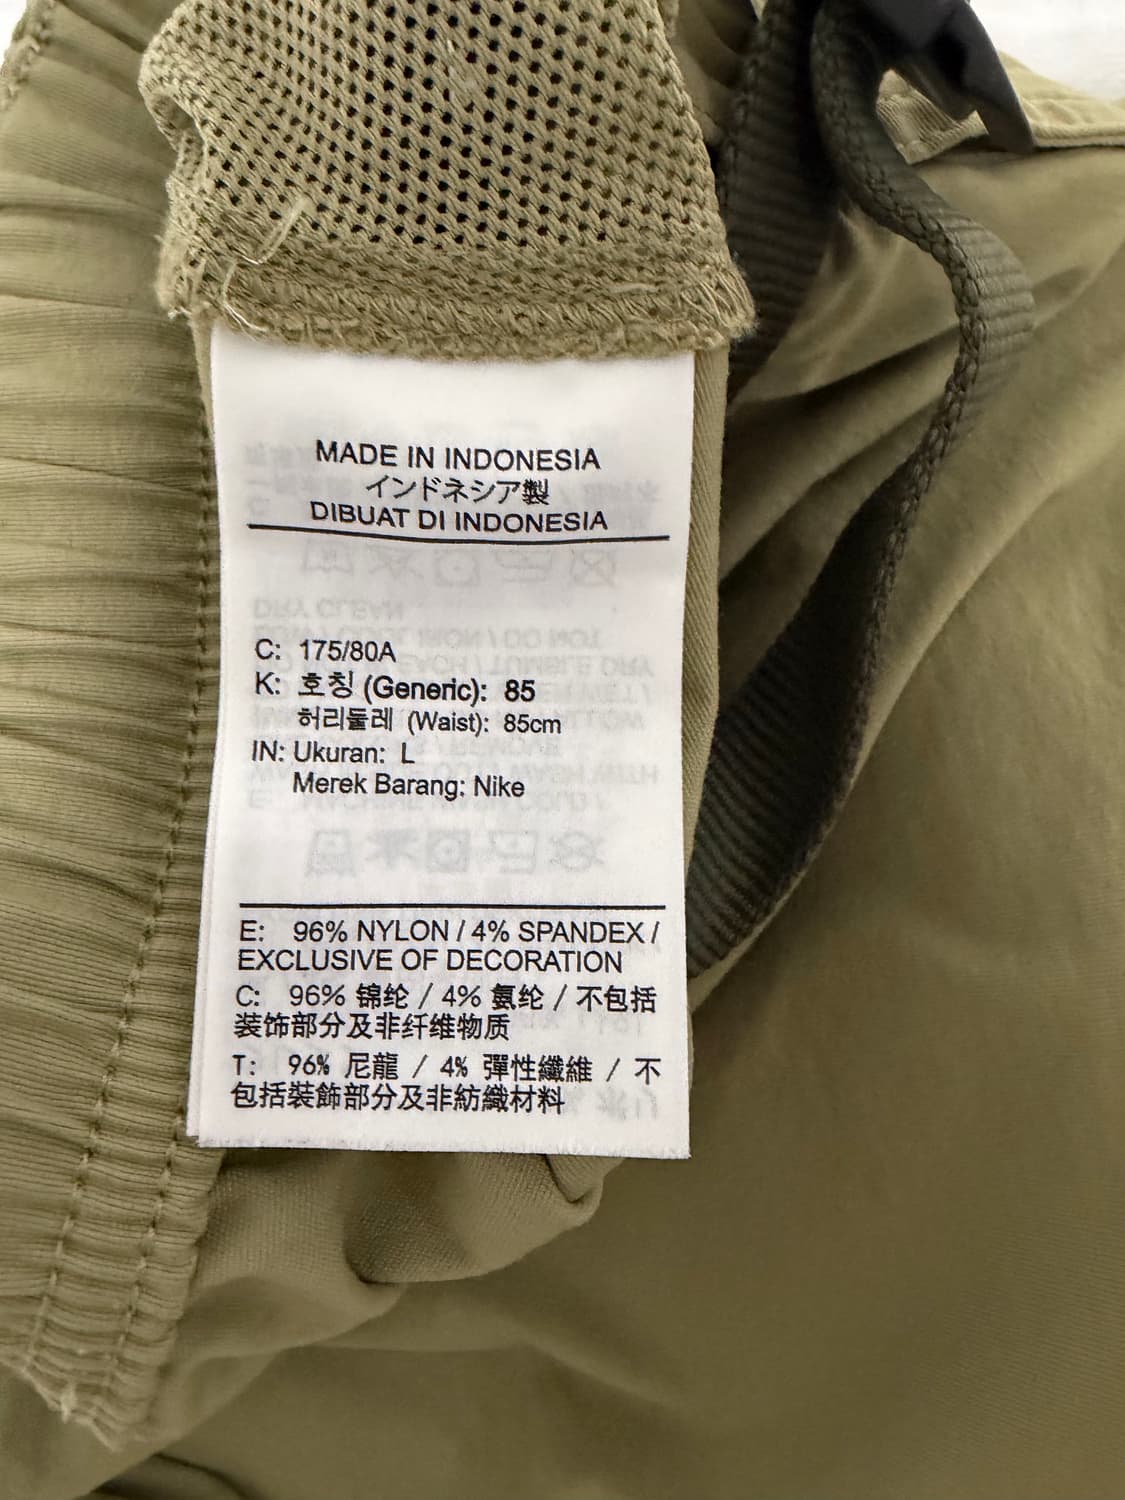 MADE IN INDONESIA
インドネシア製
DIBUAT DI INDONESIA
C: 175/80A
K: 호칭 (Generic): 85
허리둘레 (Waist): 85cm
IN: Ukuran: L
Merek Barang: Nike
E: 96% NYLON / 4% SPANDEX /
EXCLUSIVE OF DECORATION
C: 96% 锦纶 / 4% 氨纶 / 不包括
装饰部分及非纤维物质
T: 96% 尼龍 / 4% 彈性纖維 / 不
包括裝飾部分及非紡織材料